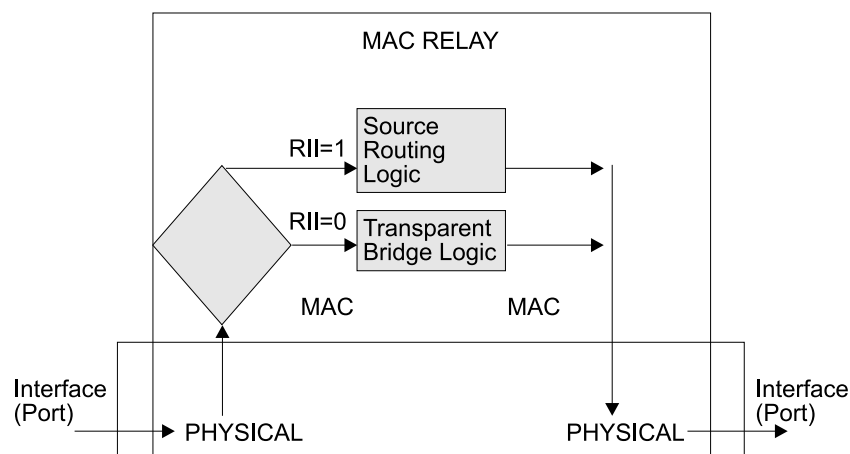 MAC RELAY
RII=1
Source
Routing
Logic
RII=0
Transparent
Bridge Logic
MAC
MAC
Interface
(Port)
PHYSICAL
PHYSICAL
Interface
(Port)